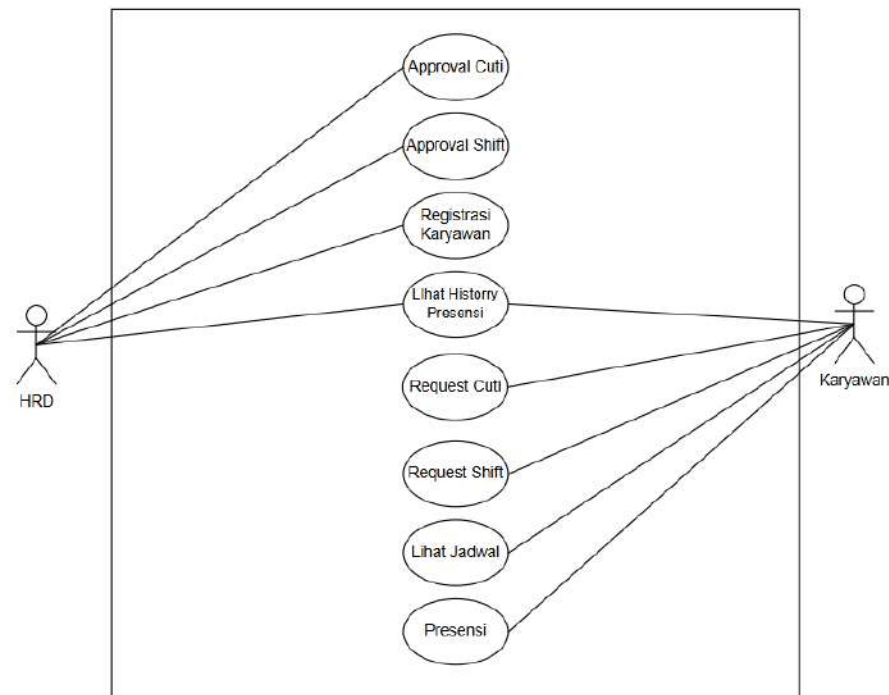 Approval Cuti
Approval Shift
Registrasi
Karyawan
LIhat Historry
Presensi
Request Cuti
Request Shift
Lihat Jadwal
Presensi
HRD
Karyawan